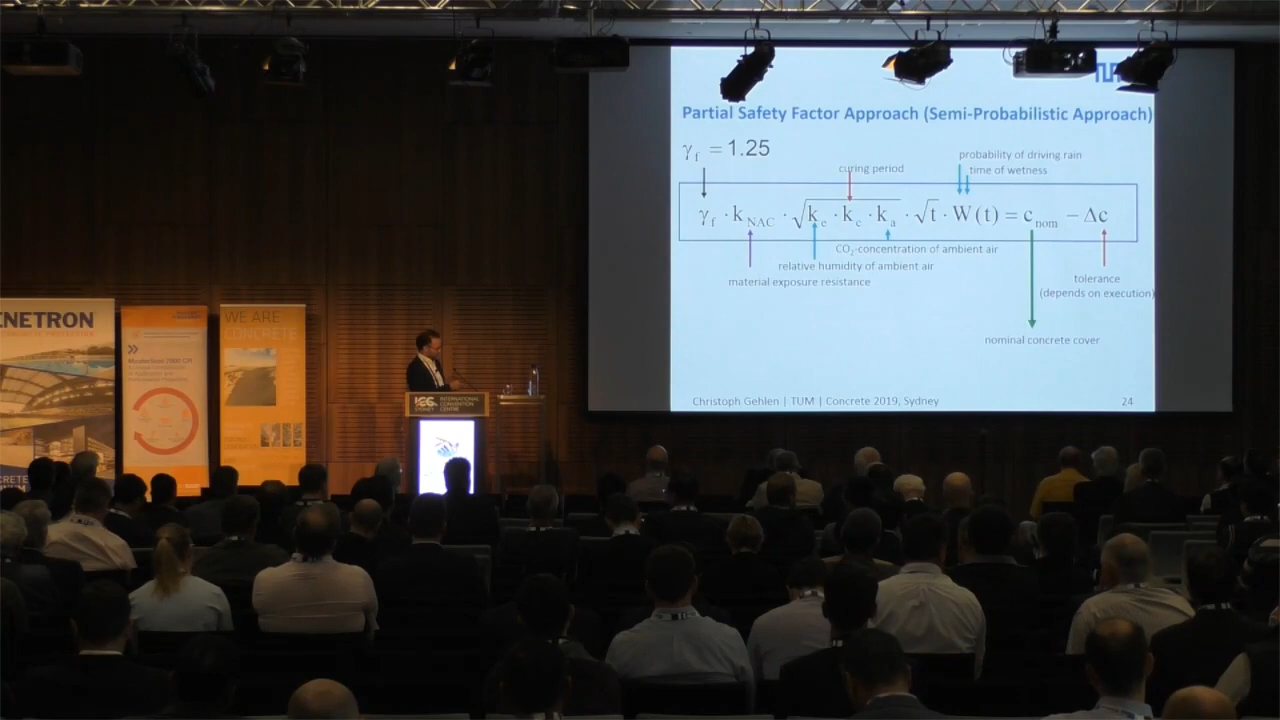 Partial Safety Factor Approach (Semi-Probabilistic Approach)
γf = 1.25
probability of driving rain
curing period
time of wetness
γf · kNAC · √(ke · kc · ka) · √t · W(t) = cnom − Δc
CO2-concentration of ambient air
relative humidity of ambient air
material exposure resistance
tolerance
(depends on execution)
nominal concrete cover
Christoph Gehlen | TUM | Concrete 2019, Sydney
24
ENETRON
WE ARE
CONCRETE
ICC
SYDNEY
INTERNATIONAL
CONVENTION
CENTRE